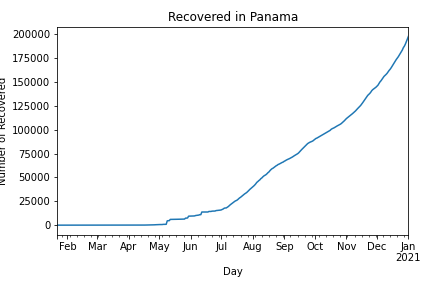 Recovered in Panama
200000
175000
150000
125000
100000
75000
50000
25000
0
Number of Recovered
Feb Mar Apr May Jun Jul Aug Sep Oct Nov Dec Jan
2021
Day